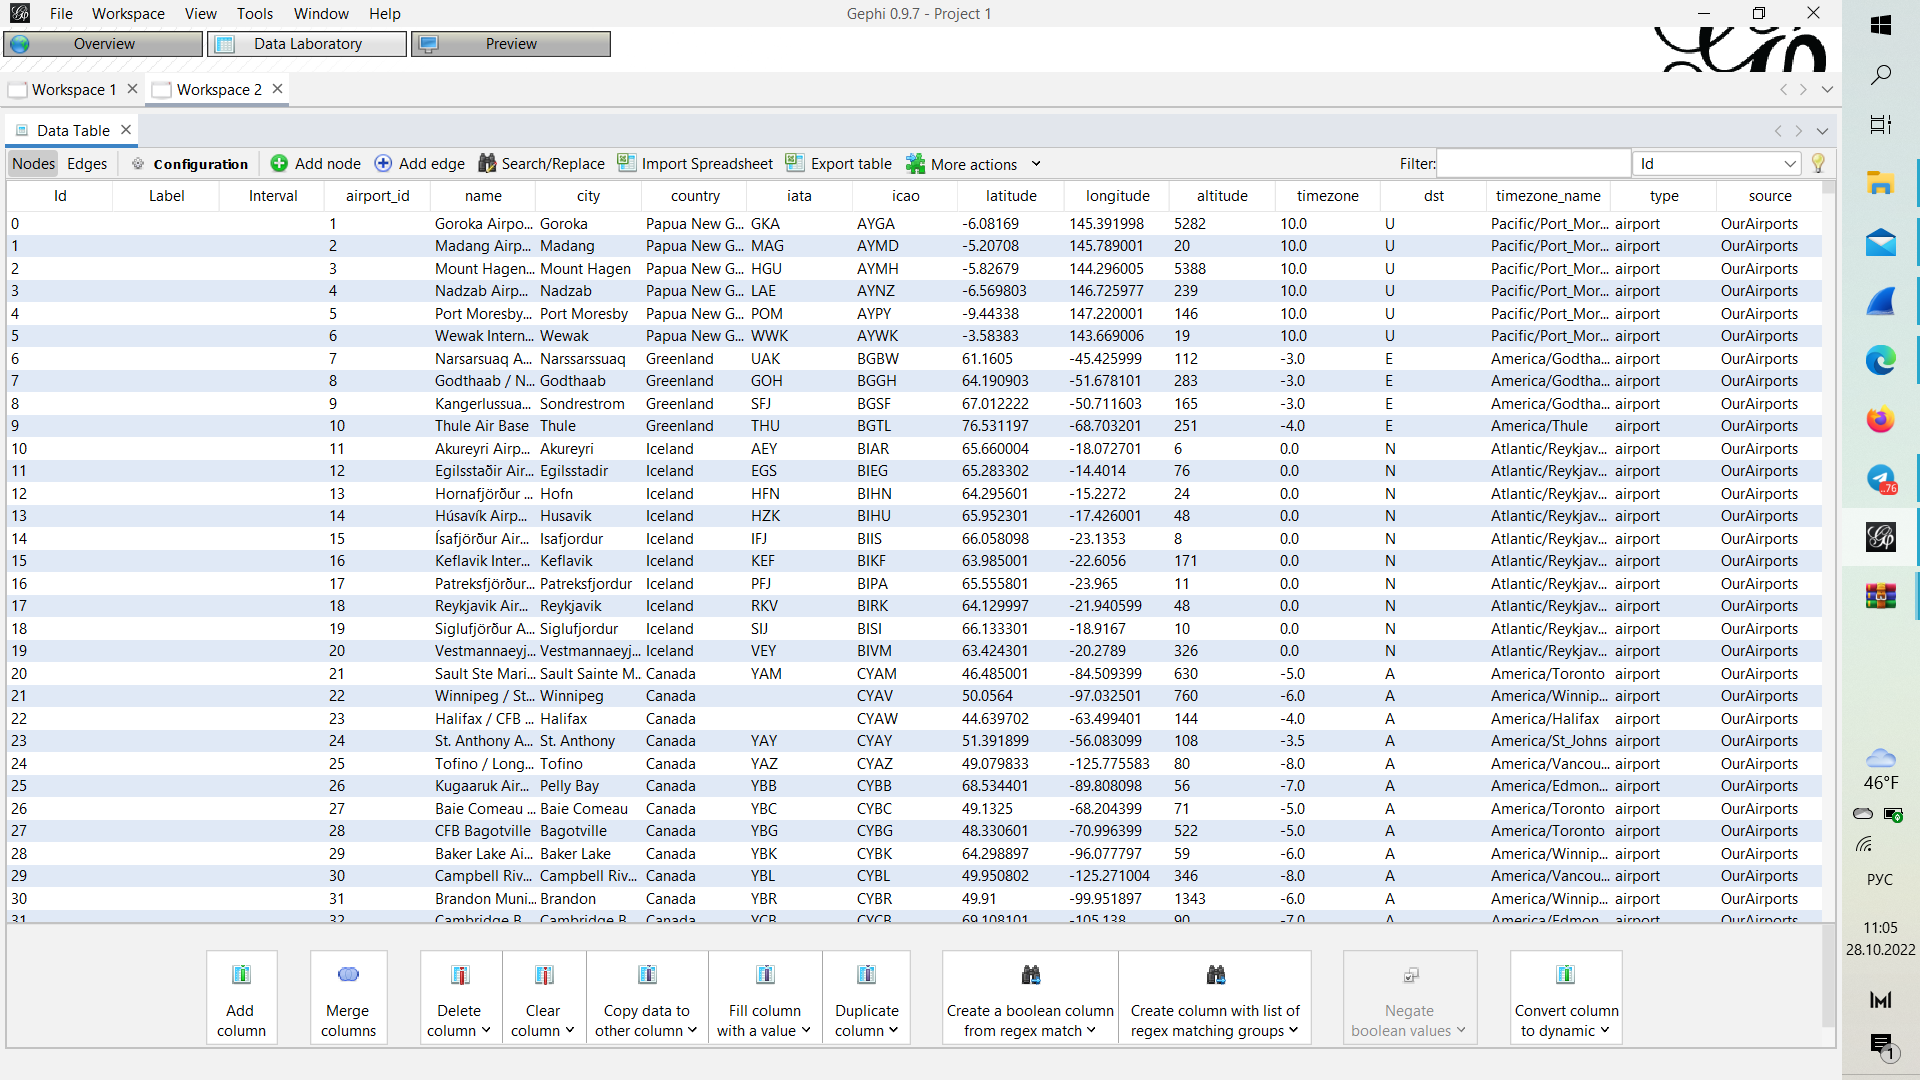 File Workspace View Tools Window Help Gephi 0.9.7 - Project 1
Overview Data Laboratory Preview
Workspace 1 Workspace 2
Data Table
Nodes Edges Configuration Add node Add edge Search/Replace Import Spreadsheet Export table More actions Filter: Id
Id Label Interval airport_id name city country iata icao latitude longitude altitude timezone dst timezone_name type source
0 1 Goroka Airpo... Goroka Papua New G... GKA AYGA -6.08169 145.391998 5282 10.0 U Pacific/Port_Mor... airport OurAirports
1 2 Madang Airp... Madang Papua New G... MAG AYMD -5.20708 145.789001 20 10.0 U Pacific/Port_Mor... airport OurAirports
2 3 Mount Hagen... Mount Hagen Papua New G... HGU AYMH -5.82679 144.296005 5388 10.0 U Pacific/Port_Mor... airport OurAirports
3 4 Nadzab Airp... Nadzab Papua New G... LAE AYNZ -6.569803 146.725977 239 10.0 U Pacific/Port_Mor... airport OurAirports
4 5 Port Moresby... Port Moresby Papua New G... POM AYPY -9.44338 147.220001 146 10.0 U Pacific/Port_Mor... airport OurAirports
5 6 Wewak Intern... Wewak Papua New G... WWK AYWK -3.58383 143.669006 19 10.0 U Pacific/Port_Mor... airport OurAirports
6 7 Narsarsuaq A... Narssarssuaq Greenland UAK BGBW 61.1605 -45.425999 112 -3.0 E America/Godtha... airport OurAirports
7 8 Godthaab / N... Godthaab Greenland GOH BGGH 64.190903 -51.678101 283 -3.0 E America/Godtha... airport OurAirports
8 9 Kangerlussua... Sondrestrom Greenland SFJ BGSF 67.012222 -50.711603 165 -3.0 E America/Godtha... airport OurAirports
9 10 Thule Air Base Thule Greenland THU BGTL 76.531197 -68.703201 251 -4.0 E America/Thule airport OurAirports
10 11 Akureyri Airp... Akureyri Iceland AEY BIAR 65.660004 -18.072701 6 0.0 N Atlantic/Reykjav... airport OurAirports
11 12 Egilsstaðir Air... Egilsstadir Iceland EGS BIEG 65.283302 -14.4014 76 0.0 N Atlantic/Reykjav... airport OurAirports
12 13 Hornafjörður ... Hofn Iceland HFN BIHN 64.295601 -15.2272 24 0.0 N Atlantic/Reykjav... airport OurAirports
13 14 Húsavík Airp... Husavik Iceland HZK BIHU 65.952301 -17.426001 48 0.0 N Atlantic/Reykjav... airport OurAirports
14 15 Ísafjörður Air... Isafjordur Iceland IFJ BIIS 66.058098 -23.1353 8 0.0 N Atlantic/Reykjav... airport OurAirports
15 16 Keflavik Inter... Keflavik Iceland KEF BIKF 63.985001 -22.6056 171 0.0 N Atlantic/Reykjav... airport OurAirports
16 17 Patreksfjörður... Patreksfjordur Iceland PFJ BIPA 65.555801 -23.965 11 0.0 N Atlantic/Reykjav... airport OurAirports
17 18 Reykjavik Air... Reykjavik Iceland RKV BIRK 64.129997 -21.940599 48 0.0 N Atlantic/Reykjav... airport OurAirports
18 19 Siglufjörður A... Siglufjordur Iceland SIJ BISI 66.133301 -18.9167 10 0.0 N Atlantic/Reykjav... airport OurAirports
19 20 Vestmannaeyj... Vestmannaeyj... Iceland VEY BIVM 63.424301 -20.2789 326 0.0 N Atlantic/Reykjav... airport OurAirports
20 21 Sault Ste Mari... Sault Sainte M... Canada YAM CYAM 46.485001 -84.509399 630 -5.0 A America/Toronto airport OurAirports
21 22 Winnipeg / St... Winnipeg Canada CYAV 50.0564 -97.032501 760 -6.0 A America/Winnip... airport OurAirports
22 23 Halifax / CFB ... Halifax Canada CYAW 44.639702 -63.499401 144 -4.0 A America/Halifax airport OurAirports
23 24 St. Anthony A... St. Anthony Canada YAY CYAY 51.391899 -56.083099 108 -3.5 A America/St_Johns airport OurAirports
24 25 Tofino / Long... Tofino Canada YAZ CYAZ 49.079833 -125.775583 80 -8.0 A America/Vancou... airport OurAirports
25 26 Kugaaruk Air... Pelly Bay Canada YBB CYBB 68.534401 -89.808098 56 -7.0 A America/Edmon... airport OurAirports
26 27 Baie Comeau ... Baie Comeau Canada YBC CYBC 49.1325 -68.204399 71 -5.0 A America/Toronto airport OurAirports
27 28 CFB Bagotville Bagotville Canada YBG CYBG 48.330601 -70.996399 522 -5.0 A America/Toronto airport OurAirports
28 29 Baker Lake Ai... Baker Lake Canada YBK CYBK 64.298897 -96.077797 59 -6.0 A America/Winnip... airport OurAirports
29 30 Campbell Riv... Campbell Riv... Canada YBL CYBL 49.950802 -125.271004 346 -8.0 A America/Vancou... airport OurAirports
30 31 Brandon Muni... Brandon Canada YBR CYBR 49.91 -99.951897 1343 -6.0 A America/Winnip... airport OurAirports
31 32 Cambridge B... Cambridge B... Canada YCB CYCB 69.108101 -105.138 90 -7.0 A America/Edmon... airport OurAirports
Add column
Merge columns
Delete column
Clear column
Copy data to other column
Fill column with a value
Duplicate column
Create a boolean column from regex match
Create column with list of regex matching groups
Negate boolean values
Convert column to dynamic
..76
46°F
РУС
11:05
28.10.2022
1